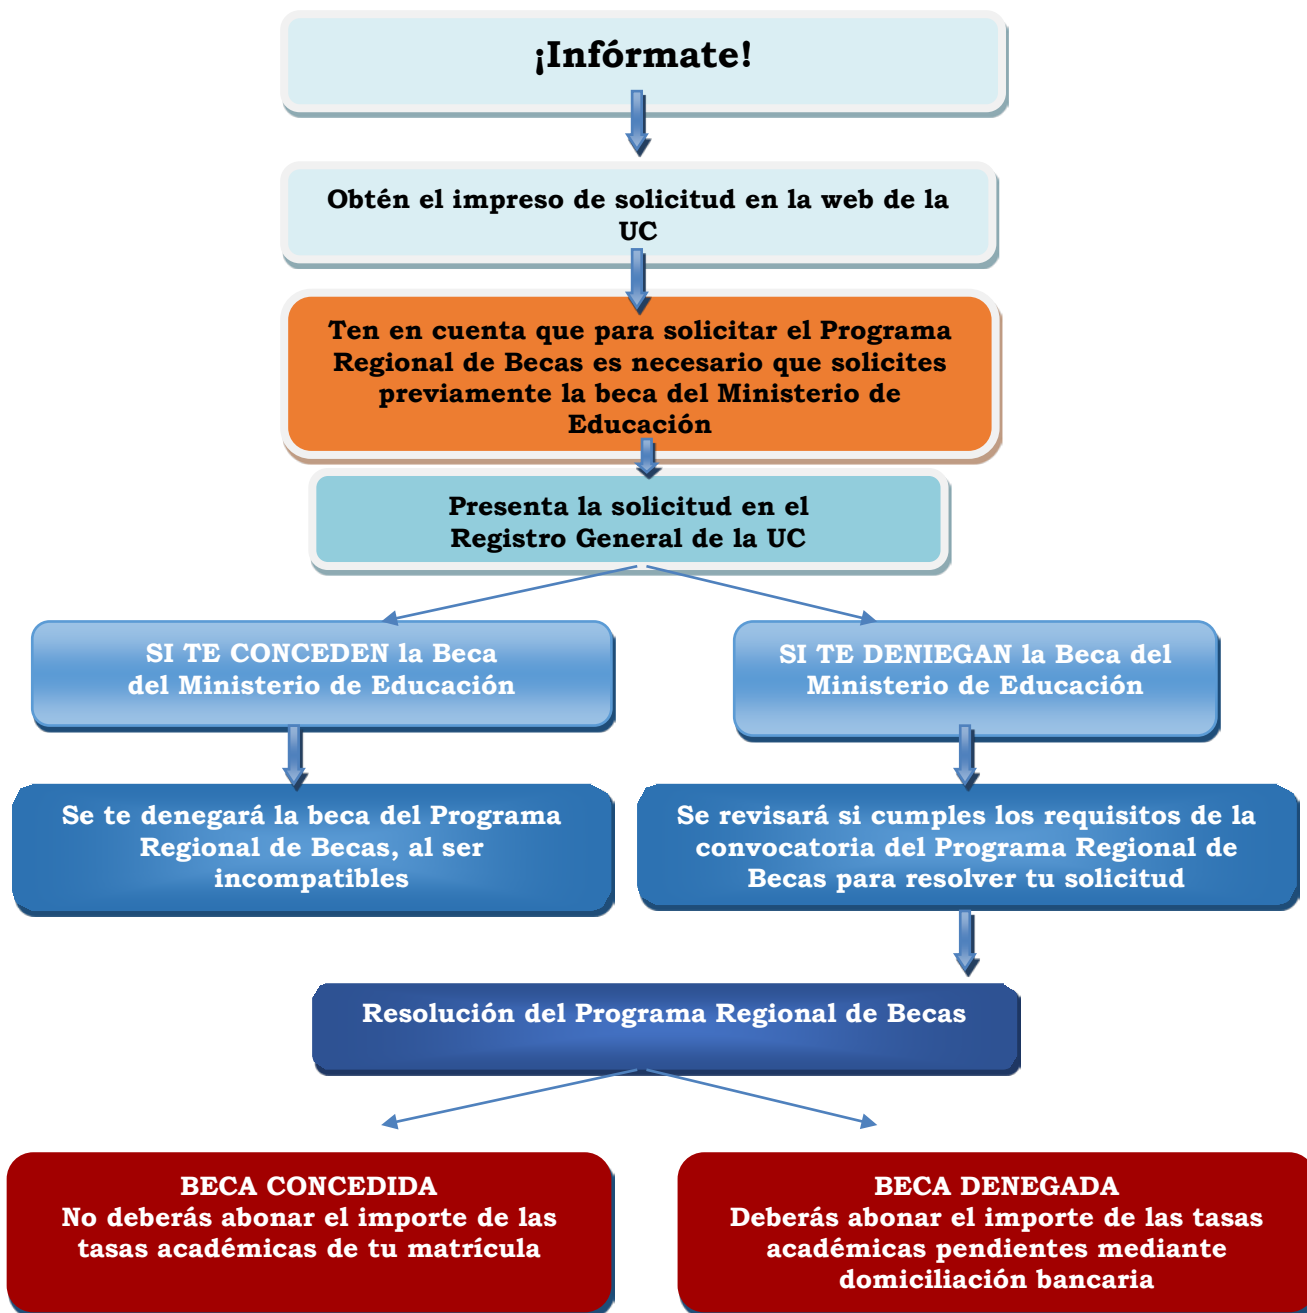 ¡Infórmate!
Obtén el impreso de solicitud en la web de la
UC
Ten en cuenta que para solicitar el Programa
Regional de Becas es necesario que solicites
previamente la beca del Ministerio de
Educación
Presenta la solicitud en el
Registro General de la UC
SI TE CONCEDEN la Beca
del Ministerio de Educación
SI TE DENIEGAN la Beca del
Ministerio de Educación
Se te denegará la beca del Programa
Regional de Becas, al ser
incompatibles
Se revisará si cumples los requisitos de la
convocatoria del Programa Regional de
Becas para resolver tu solicitud
Resolución del Programa Regional de Becas
BECA CONCEDIDA
No deberás abonar el importe de las
tasas académicas de tu matrícula
BECA DENEGADA
Deberás abonar el importe de las tasas
académicas pendientes mediante
domiciliación bancaria